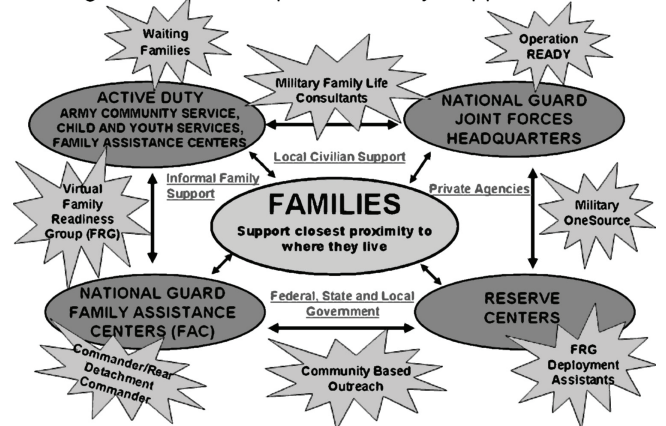 Waiting
Families
Operation
READY
Military Family Life
Consultants
ACTIVE DUTY
ARMY COMMUNITY SERVICE,
CHILD AND YOUTH SERVICES,
FAMILY ASSISTANCE CENTERS
NATIONAL GUARD
JOINT FORCES
HEADQUARTERS
Local Civilian Support
Informal Family
Support
Private Agencies
Virtual
Family
Readiness
Group (FRG)
FAMILIES
Support closest proximity to
where they live
Military
OneSource
NATIONAL GUARD
FAMILY ASSISTANCE
CENTERS (FAC)
Federal, State and Local
Government
RESERVE
CENTERS
Commander/Rear
Detachment
Commander
Community Based
Outreach
FRG
Deployment
Assistants